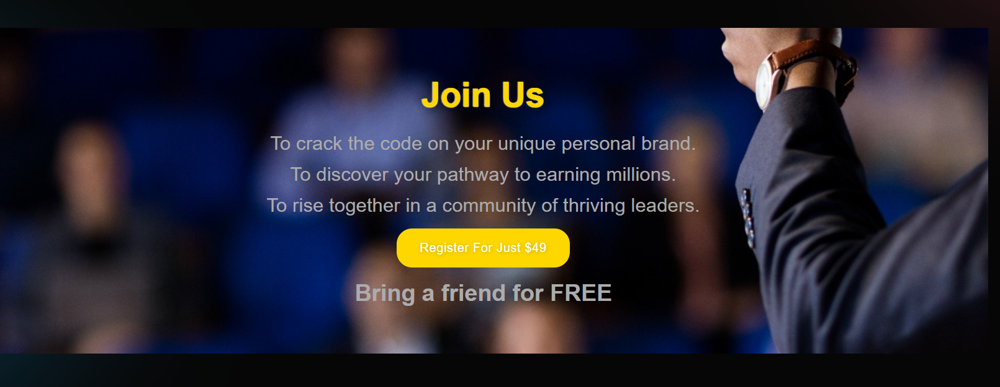 Join Us
To crack the code on your unique personal brand.
To discover your pathway to earning millions.
To rise together in a community of thriving leaders.
Register For Just $49
Bring a friend for FREE